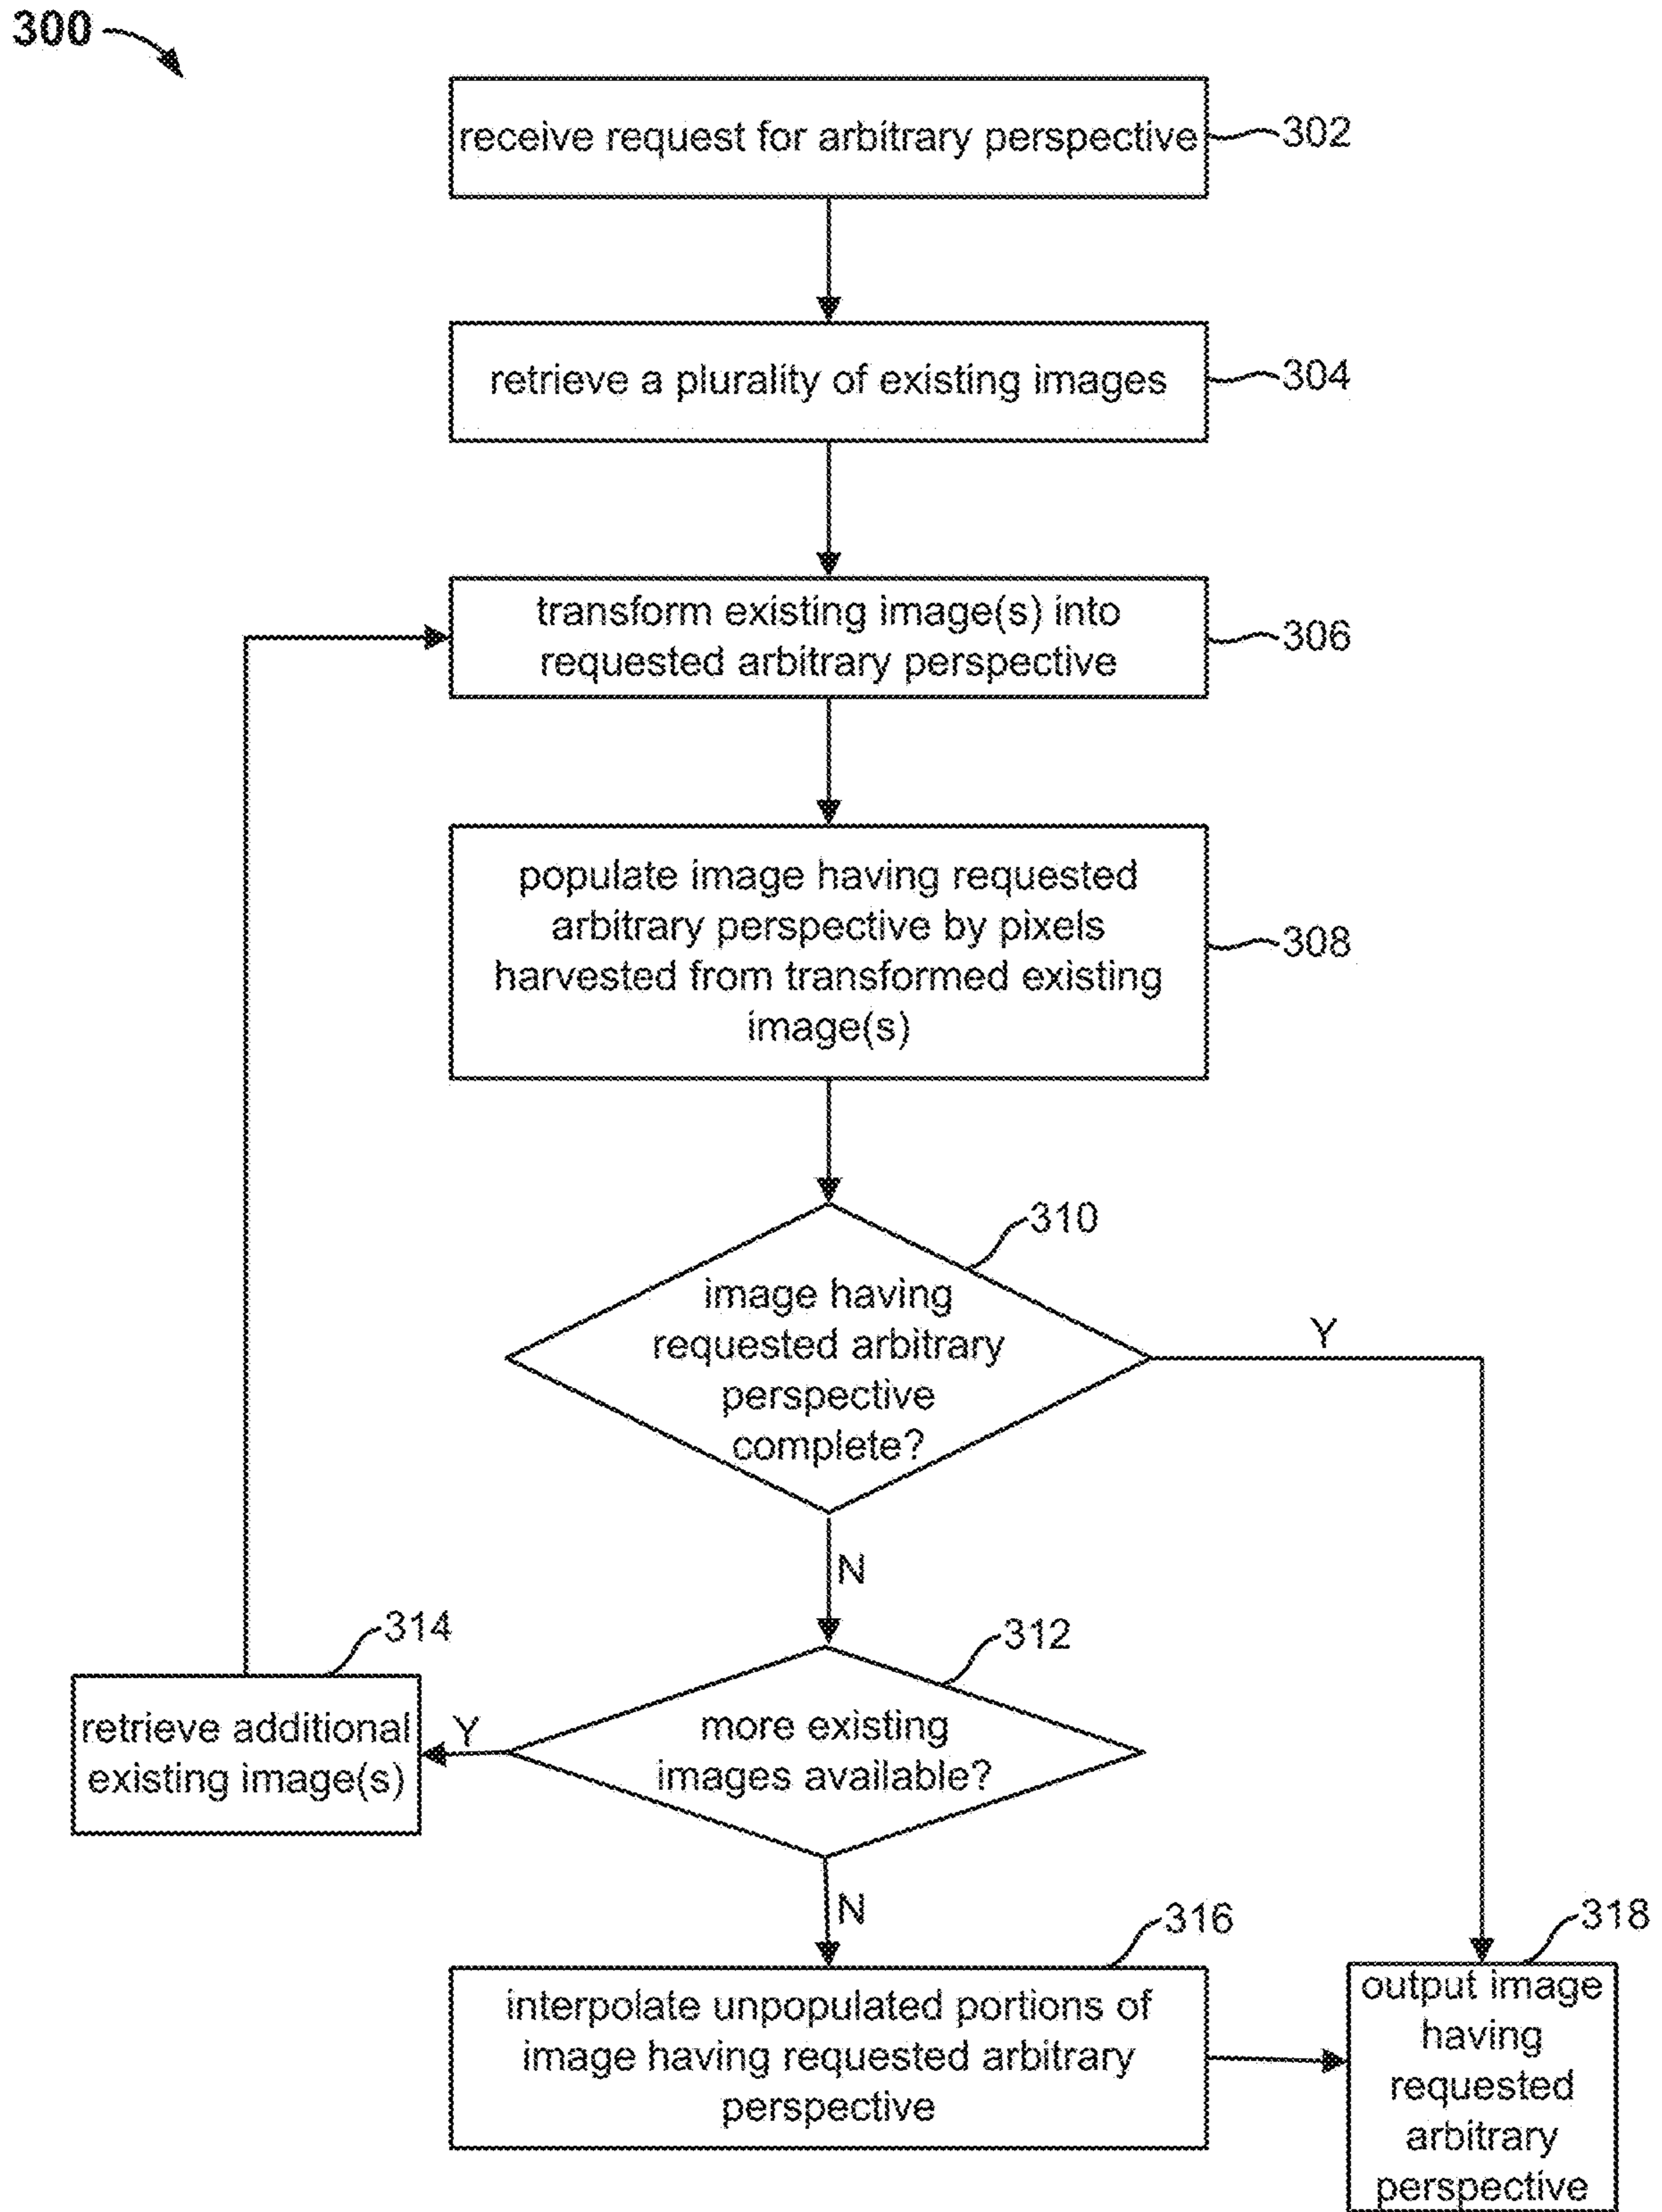 300
receive request for arbitrary perspective
302
retrieve a plurality of existing images
304
transform existing image(s) into
requested arbitrary perspective
306
populate image having requested
arbitrary perspective by pixels
harvested from transformed existing
image(s)
308
310
image having
requested arbitrary
perspective
complete?
Y
N
312
more existing
images available?
Y
314
retrieve additional
existing image(s)
N
316
interpolate unpopulated portions of
image having requested arbitrary
perspective
318
output image
having
requested
arbitrary
perspective